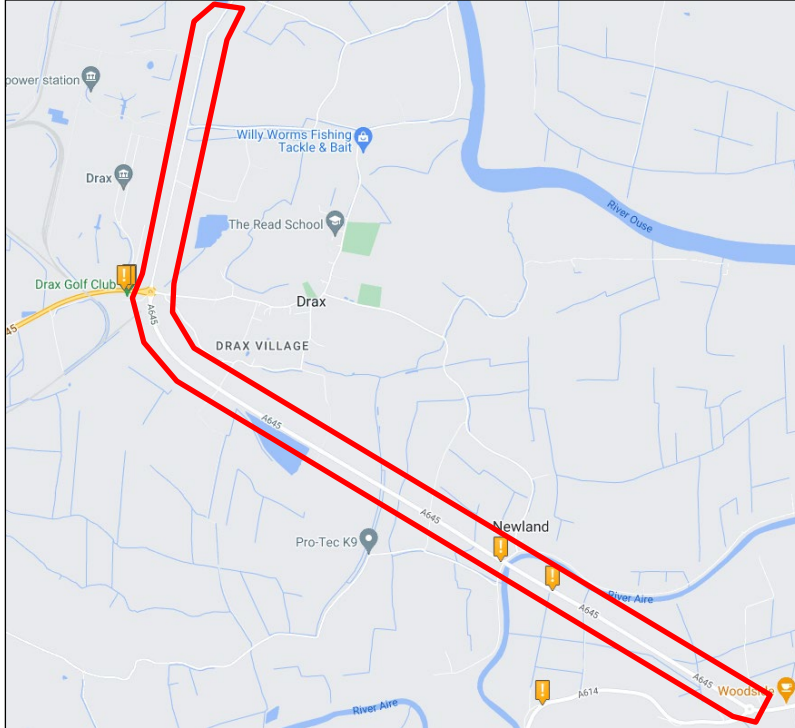 power station
Willy Worms Fishing
Tackle & Bait
Drax
River Ouse
The Read School
Drax Golf Club
Drax
A645
45
DRAX VILLAGE
A645
A645
Newland
Pro-Tec K9
A645
River Aire
A645
Woodside
A614
River Aire